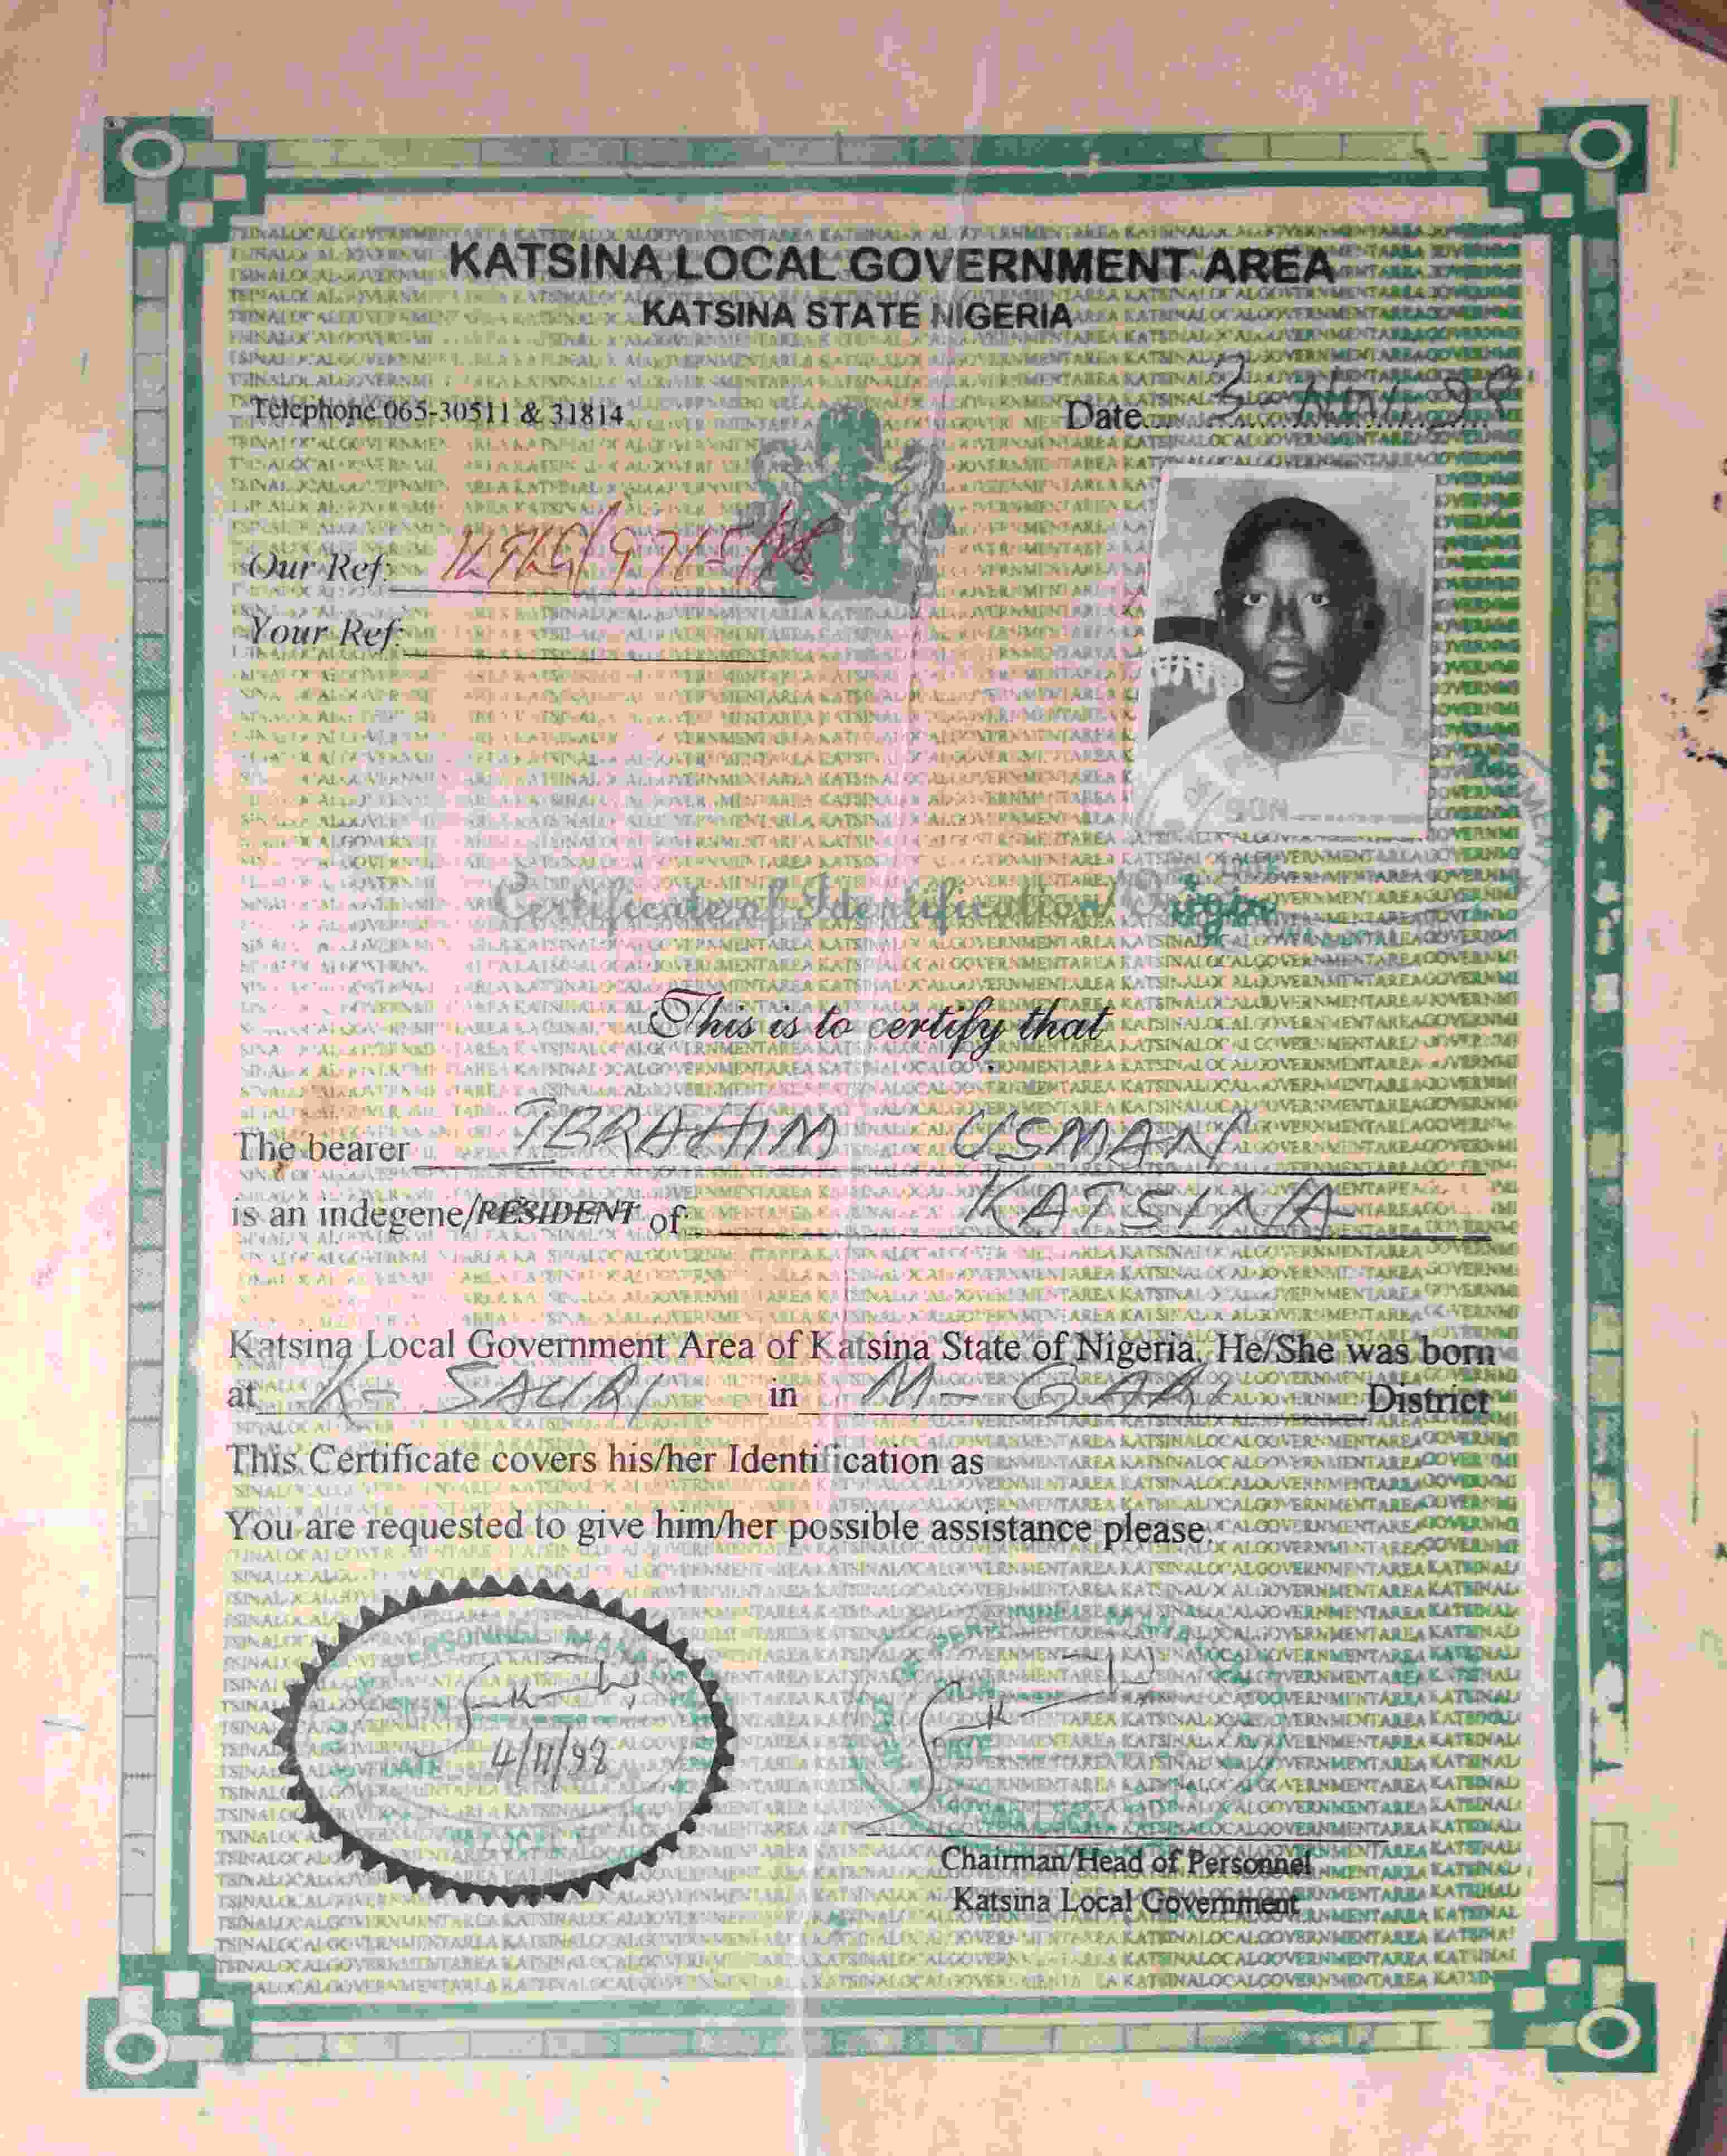 KATSINA LOCAL GOVERNMENT AREA
KATSINA STATE NIGERIA
Telephone 065-30511 & 31814
Date 3 Nov. 98
Our Ref:
Your Ref:
Certificate of Identification/Origin
This is to certify that
The bearer IBRAHIM USMAN
is an indegene/RESIDENT of: KATSINA
Katsina Local Government Area of Katsina State of Nigeria. He/She was born
at K-SAURI in M-GARI District
This Certificate covers his/her Identification as
You are requested to give him/her possible assistance please.
4/11/98
Chairman/Head of Personnel
Katsina Local Government